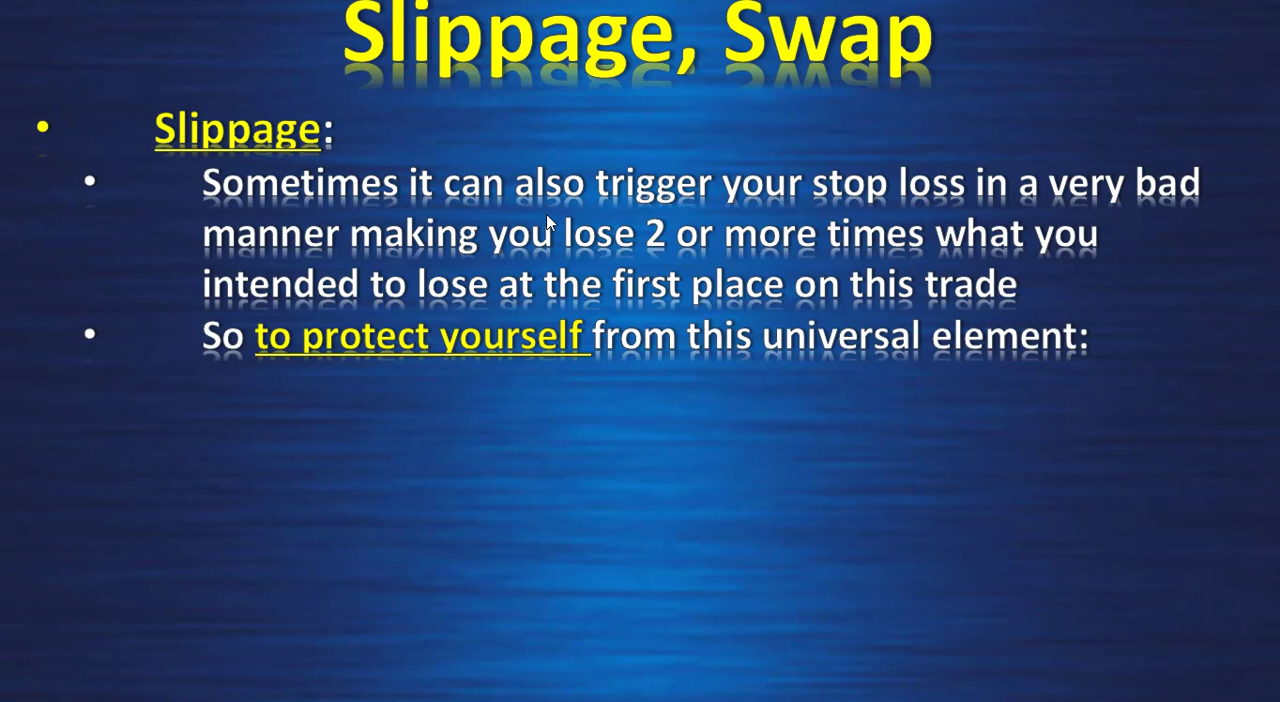 Slippage, Swap
• Slippage:
• Sometimes it can also trigger your stop loss in a very bad
manner making you lose 2 or more times what you
intended to lose at the first place on this trade
• So to protect yourself from this universal element: